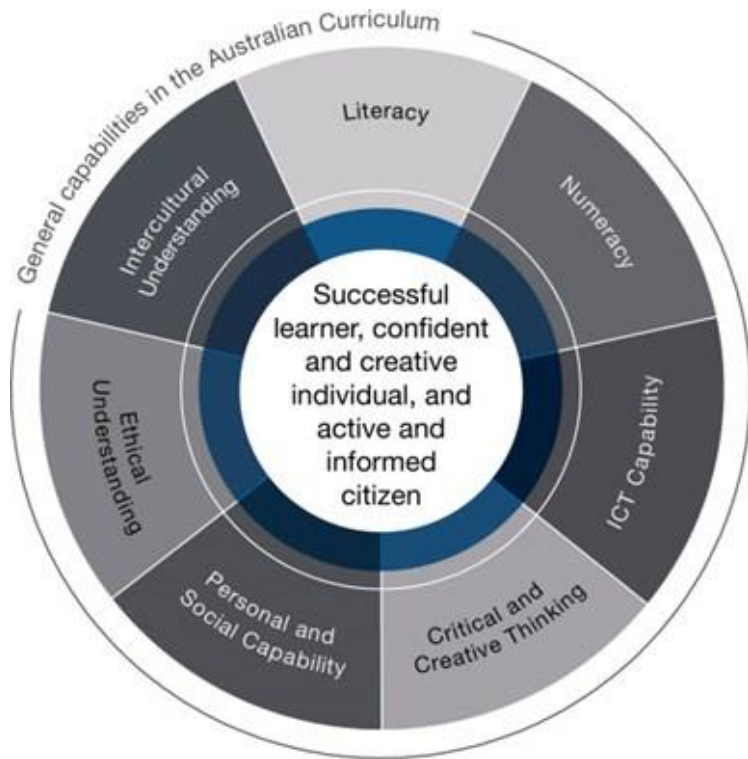 General capabilities in the Australian Curriculum
Literacy
Numeracy
ICT Capability
Critical and
Creative Thinking
Personal and
Social Capability
Ethical
Understanding
Intercultural
Understanding
Successful
learner, confident
and creative
individual, and
active and
informed
citizen